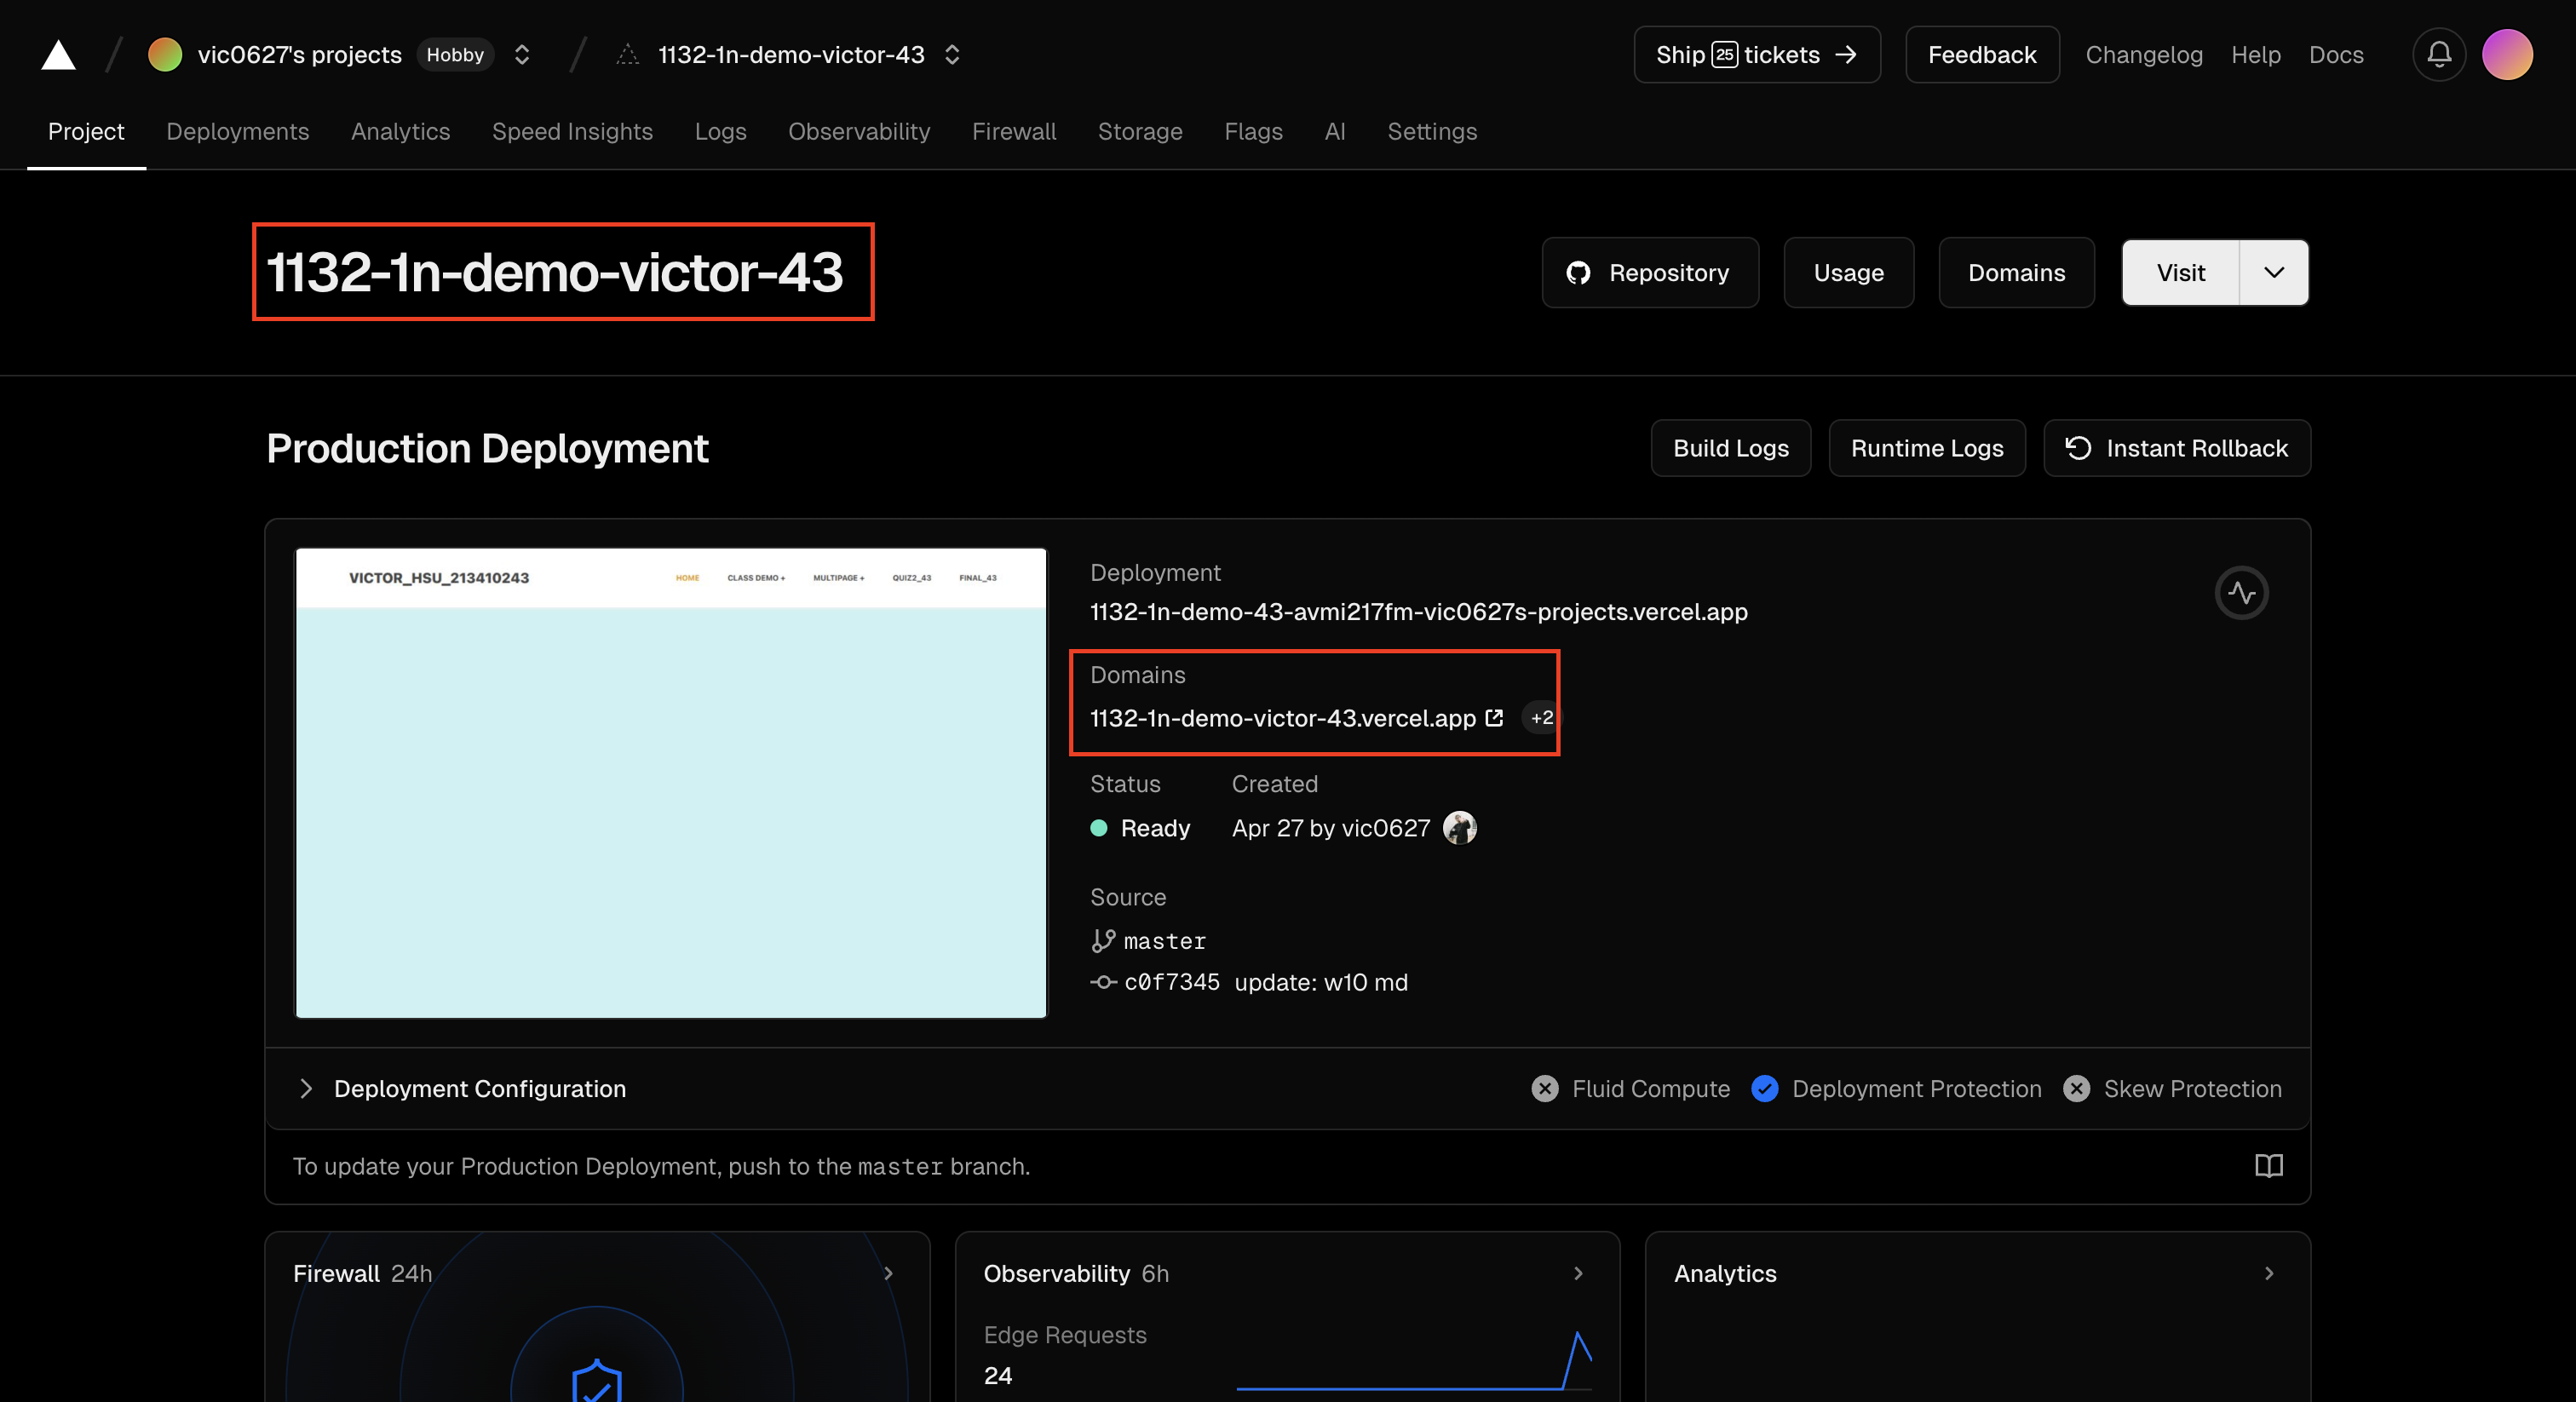 vic0627's projects Hobby 1132-1n-demo-victor-43 Ship 25 tickets → Feedback Changelog Help Docs
Project Deployments Analytics Speed Insights Logs Observability Firewall Storage Flags AI Settings
1132-1n-demo-victor-43
Repository Usage Domains Visit
Production Deployment
Build Logs Runtime Logs Instant Rollback
VICTOR_HSU_213410243 HOME CLASS DEMO + MULTIPAGE + QUIZ2_43 FINAL_43
Deployment
1132-1n-demo-43-avmi217fm-vic0627s-projects.vercel.app
Domains
1132-1n-demo-victor-43.vercel.app +2
Status Created
Ready Apr 27 by vic0627
Source
master
c0f7345 update: w10 md
Deployment Configuration Fluid Compute Deployment Protection Skew Protection
To update your Production Deployment, push to the master branch.
Firewall 24h
Observability 6h
Edge Requests
24
Analytics